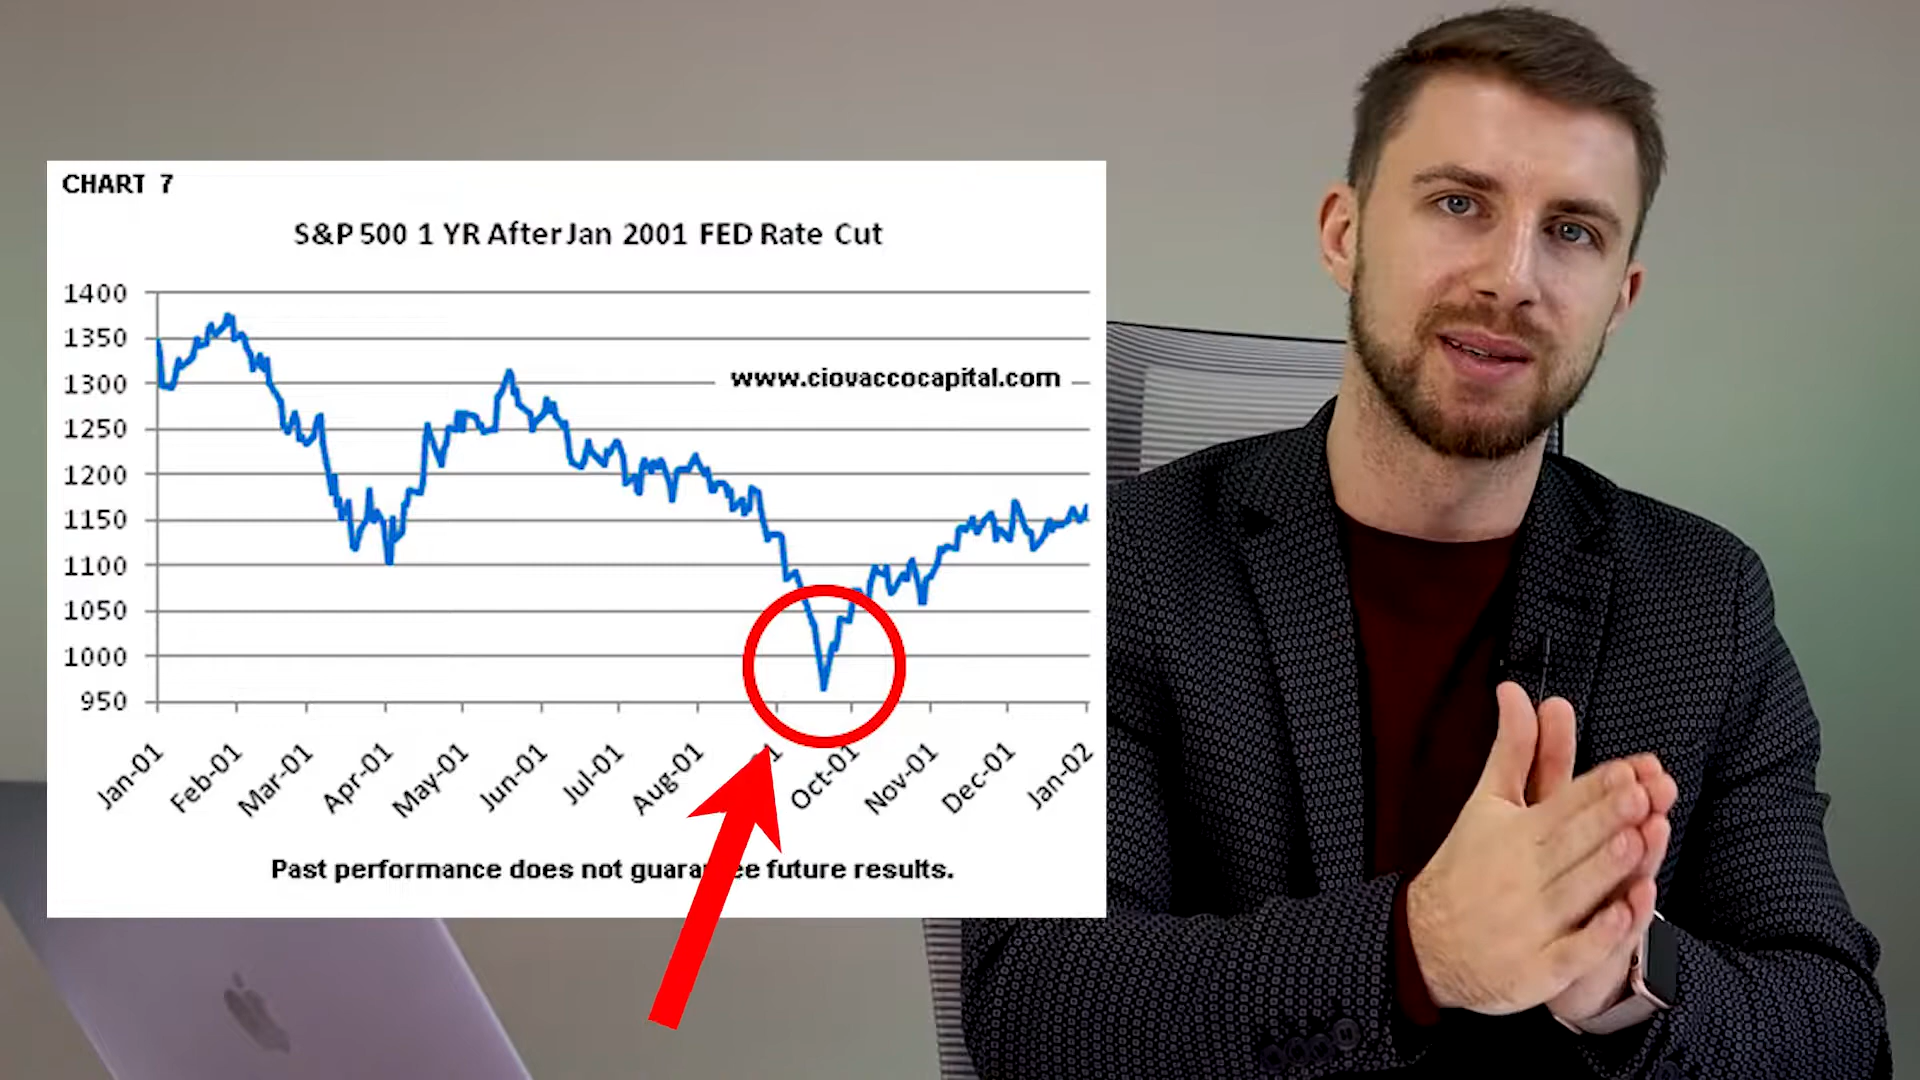 CHART 7
S&P 500 1 YR After Jan 2001 FED Rate Cut
1400
1350
www.ciovaccocapital.com
1300
1250
1200
1150
1100
1050
1000
950
Jan-01
Feb-01
Mar-01
Apr-01
May-01
Jun-01
Jul-01
Aug-01
Oct-01
Nov-01
Dec-01
Jan-02
Past performance does not future results.